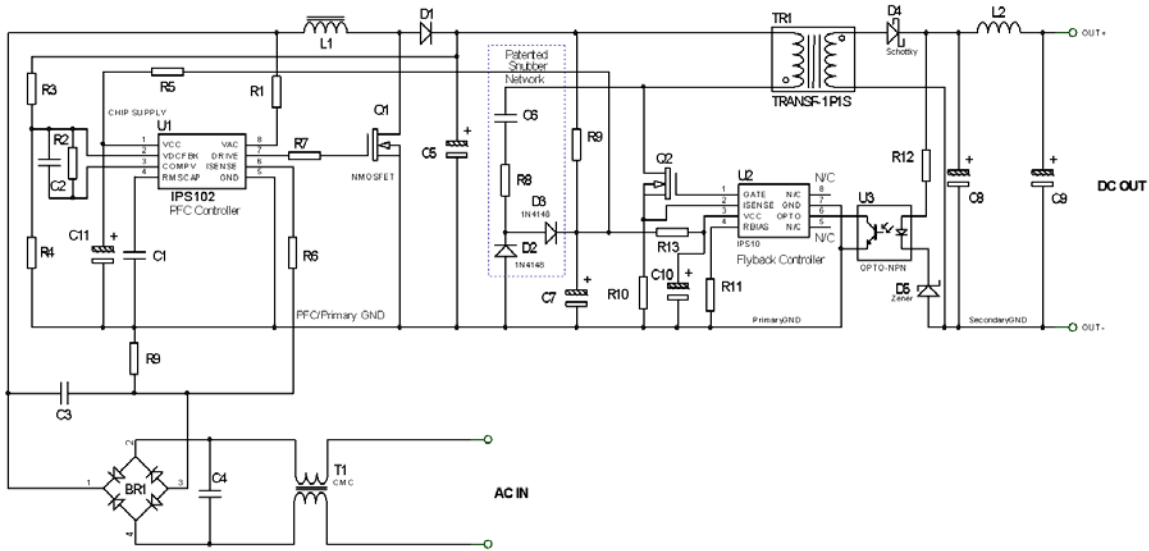 D1
D4
L2
TR1
OUT+
L1
Schottky
Patented
Snubber
Network
R3
R5
R1
TRANSF-1P1S
CHIP SUPPLY
Q1
C6
U1
R2
R7
C5
R9
R12
1 VCC VAC 8
2 VDCFBK DRIVE 7
3 COMPV ISENSE 6
4 RMSCAP GND 5
C2
NMOSFET
R8
Q2
U2
N/C
U3
C8
C9
DC OUT
IPS102
PFC Controller
D3
1N4148
1 GATE N/C 8
2 ISENSE GND 7
3 VCC OPTO 6
4 RBIAS N/C 5
N/C
IPS10
Flyback Controller
OPTO-NPN
R4
C11
C1
R6
D2
1N4148
R13
C10
R11
R10
C7
D5
Zener
PFC/Primary GND
PrimaryGND
SecondaryGND
OUT-
R9
C3
2
1
BR1
3
4
C4
T1
CMC
AC IN